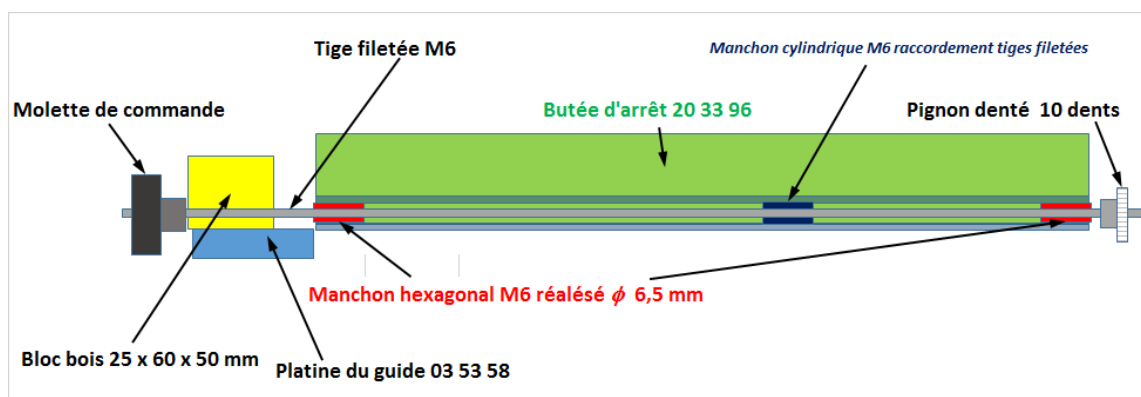 Tige filetée M6
Manchon cylindrique M6 raccordement tiges filetées
Molette de commande
Butée d'arrêt 20 33 96
Pignon denté 10 dents
Manchon hexagonal M6 réalésé ϕ 6,5 mm
Bloc bois 25 x 60 x 50 mm
Platine du guide 03 53 58